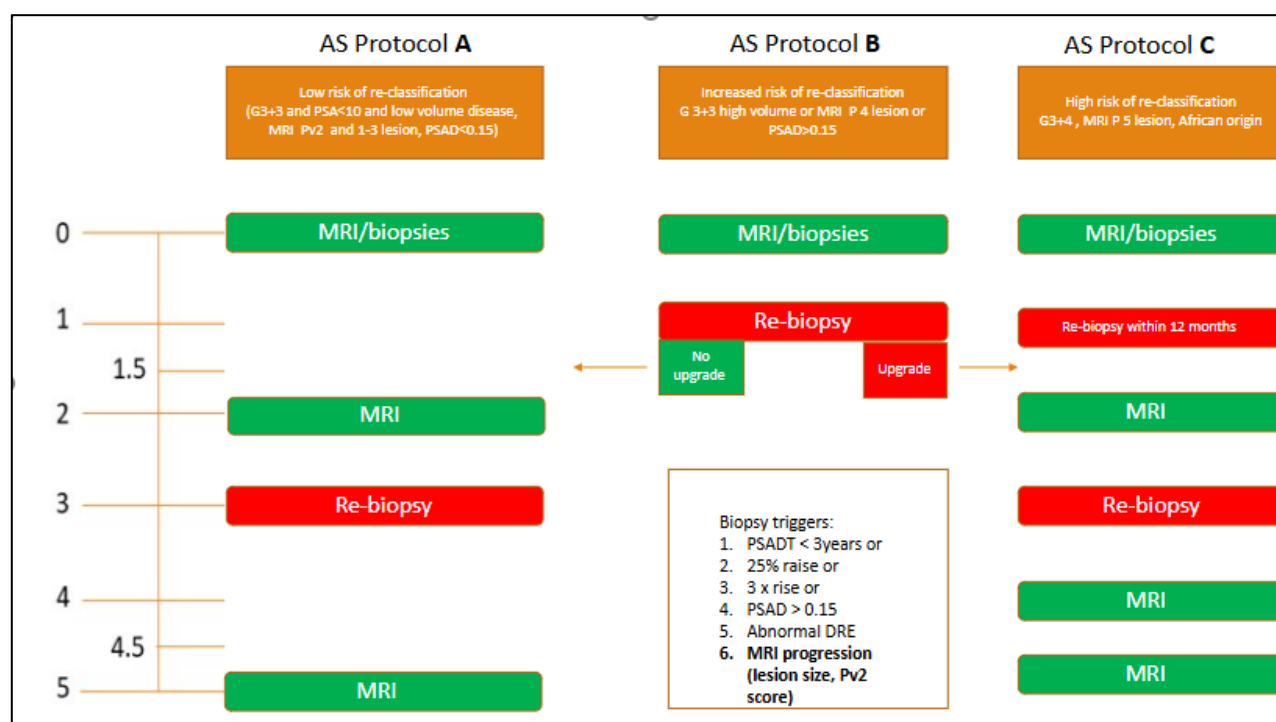 AS Protocol A
AS Protocol B
AS Protocol C
Low risk of re-classification
(G3+3 and PSA<10 and low volume disease,
MRI Pv2 and 1-3 lesion, PSAD<0.15)
Increased risk of re-classification
G 3+3 high volume or MRI P 4 lesion or
PSAD>0.15
High risk of re-classification
G3+4 , MRI P 5 lesion, African origin
0
MRI/biopsies
MRI/biopsies
MRI/biopsies
1
Re-biopsy
Re-biopsy within 12 months
1.5
No
upgrade
Upgrade
2
MRI
MRI
3
Re-biopsy
Re-biopsy
Biopsy triggers:
1. PSADT < 3years or
2. 25% raise or
3. 3 x rise or
4. PSAD > 0.15
5. Abnormal DRE
6. MRI progression
(lesion size, Pv2
score)
4
MRI
4.5
5
MRI
MRI